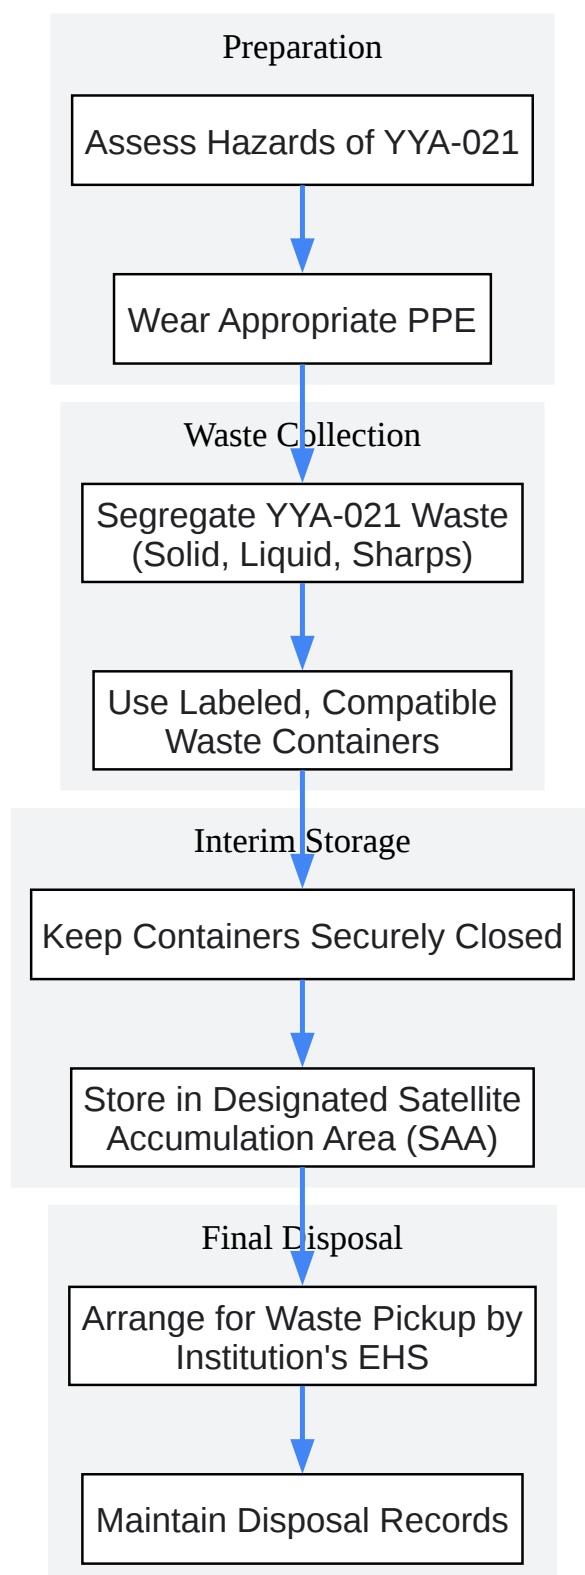 Preparation
Assess Hazards of YYA-021
Wear Appropriate PPE
Waste Collection
Segregate YYA-021 Waste
(Solid, Liquid, Sharps)
Use Labeled, Compatible
Waste Containers
Interim Storage
Keep Containers Securely Closed
Store in Designated Satellite
Accumulation Area (SAA)
Final Disposal
Arrange for Waste Pickup by
Institution's EHS
Maintain Disposal Records